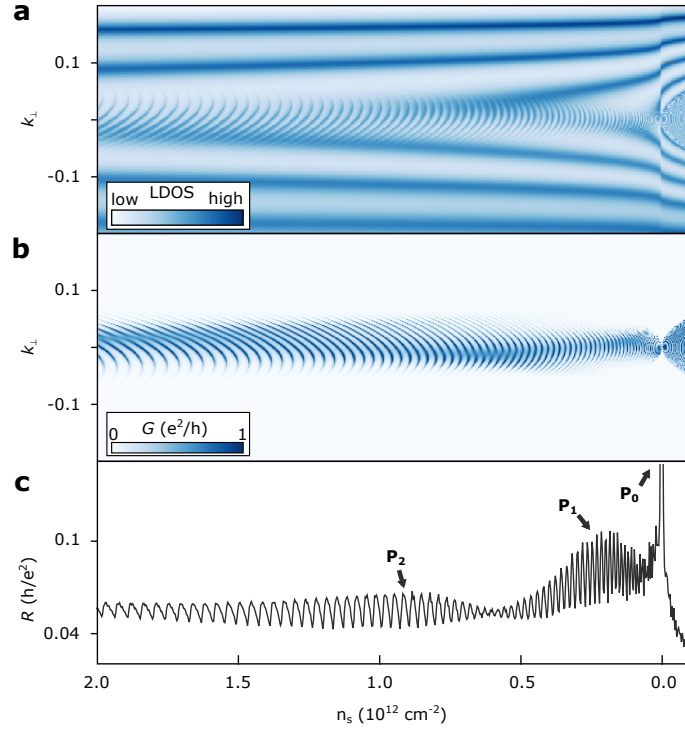 a
0.1
k⊥
-0.1
LDOS
low high
b
0.1
k⊥
-0.1
G (e²/h)
0 1
c
P₀
P₁
P₂
0.1
R (h/e²)
0.04
2.0 1.5 1.0 0.5 0.0
nₛ (10¹² cm⁻²)